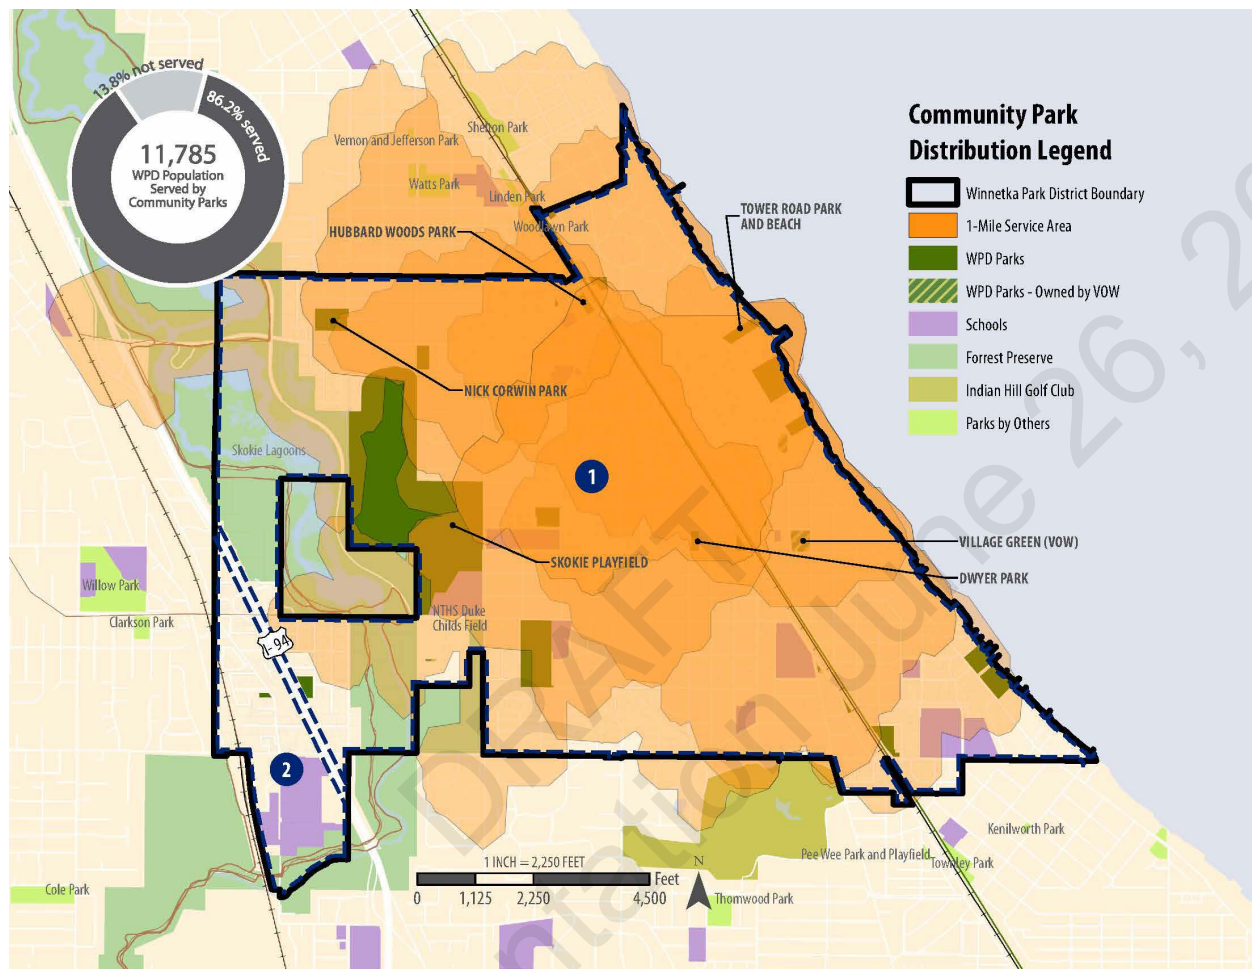 13.8% not served
86.2% served
11,785
WPD Population
Served by
Community Parks
Community Park
Distribution Legend
Winnetka Park District Boundary
1-Mile Service Area
WPD Parks
WPD Parks - Owned by VOW
Schools
Forrest Preserve
Indian Hill Golf Club
Parks by Others
Shelton Park
Vernon and Jefferson Park
Watts Park
Linden Park
Woodlawn Park
HUBBARD WOODS PARK
TOWER ROAD PARK
AND BEACH
NICK CORWIN PARK
Skokie Lagoons
1
SKOKIE PLAYFIELD
VILLAGE GREEN (VOW)
DWYER PARK
Willow Park
Clarkson Park
NTHS Duke
Childs Field
I-94
2
Kenilworth Park
Pee Wee Park and Playfield
Townley Park
Cole Park
Thornwood Park
1 INCH = 2,250 FEET
Feet
0
1,125
2,250
4,500
N
DRAFT
ntation June 26, 20